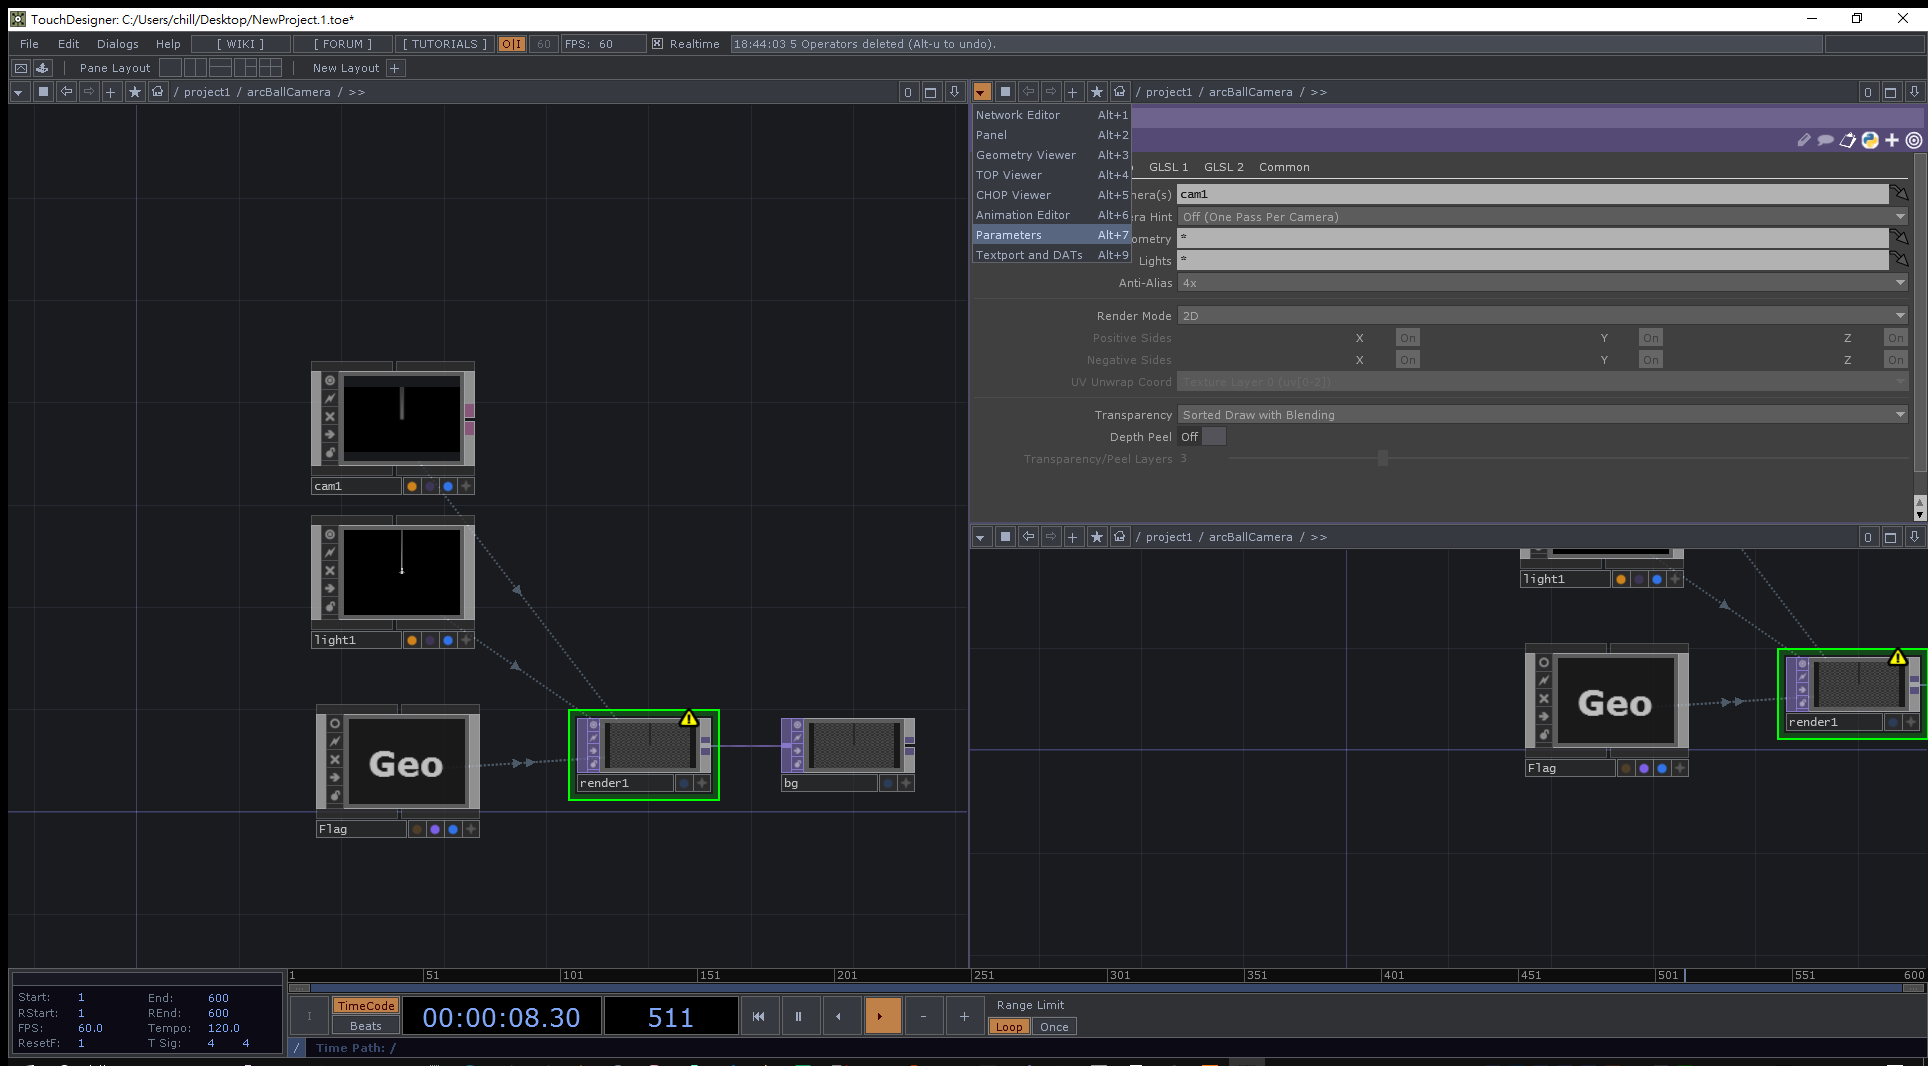 TouchDesigner: C:/Users/chill/Desktop/NewProject.1.toe*
File Edit Dialogs Help [ WIKI ] [ FORUM ] [ TUTORIALS ] O|I 60 FPS: 60 Realtime 18:44:03 5 Operators deleted (Alt-u to undo).
Pane Layout New Layout +
/ project1 / arcBallCamera / >> 0
/ project1 / arcBallCamera / >> 0
Network Editor Alt+1
Panel Alt+2
Geometry Viewer Alt+3
TOP Viewer Alt+4
CHOP Viewer Alt+5
Animation Editor Alt+6
Parameters Alt+7
Textport and DATs Alt+9
GLSL 1 GLSL 2 Common
mera(s) cam1
era Hint Off (One Pass Per Camera)
ometry *
Lights *
Anti-Alias 4x
Render Mode 2D
Positive Sides X On Y On Z On
Negative Sides X On Y On Z On
UV Unwrap Coord Texture Layer 0 (uv[0-2])
Transparency Sorted Draw with Blending
Depth Peel Off
Transparency/Peel Layers 3
cam1
light1
Geo
Flag
render1
bg
/ project1 / arcBallCamera / >> 0
light1
Geo
Flag
render1
1 51 101 151 201 251 301 351 401 451 501 551 600
Start: 1 End: 600
RStart: 1 REnd: 600
FPS: 60.0 Tempo: 120.0
ResetF: 1 T Sig: 4 4
I TimeCode
Beats
00:00:08.30 511
- +
Range Limit
Loop Once
/ Time Path: /